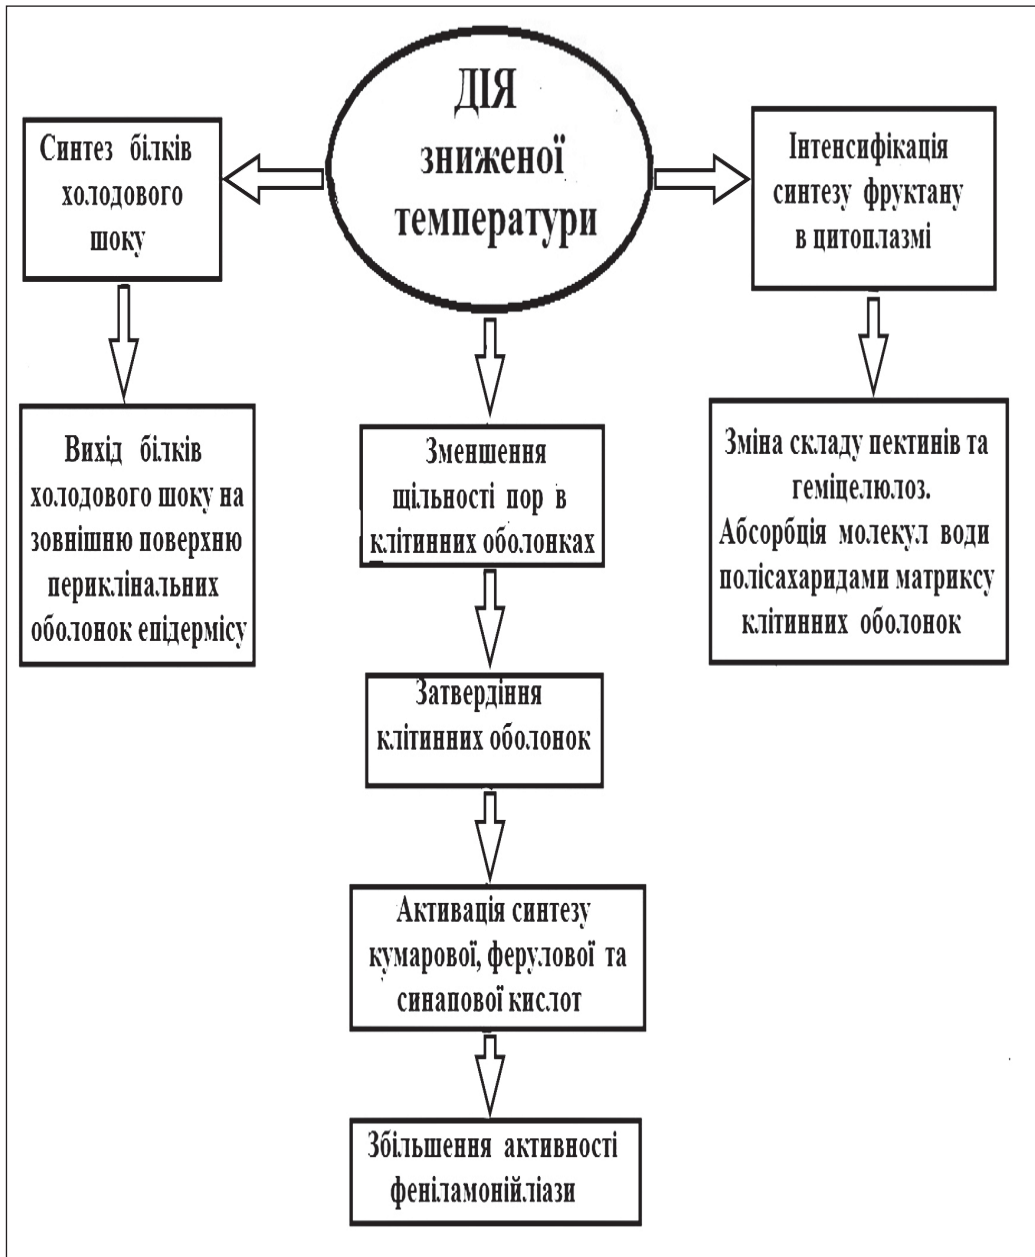 ДІЯ
зниженої
температури
Синтез білків
холодового
шоку
Інтенсифікація
синтезу фруктану
в цитоплазмі
Вихід білків
холодового шоку на
зовнішню поверхню
периклінальних
оболонок епідермісу
Зменшення
щільності пор в
клітинних оболонках
Зміна складу пектинів та
геміцелюлоз.
Абсорбція молекул води
полісахаридами матриксу
клітинних оболонок
Затвердіння
клітинних оболонок
Активація синтезу
кумарової, ферулової та
синапової кислот
Збільшення активності
феніламонійліази